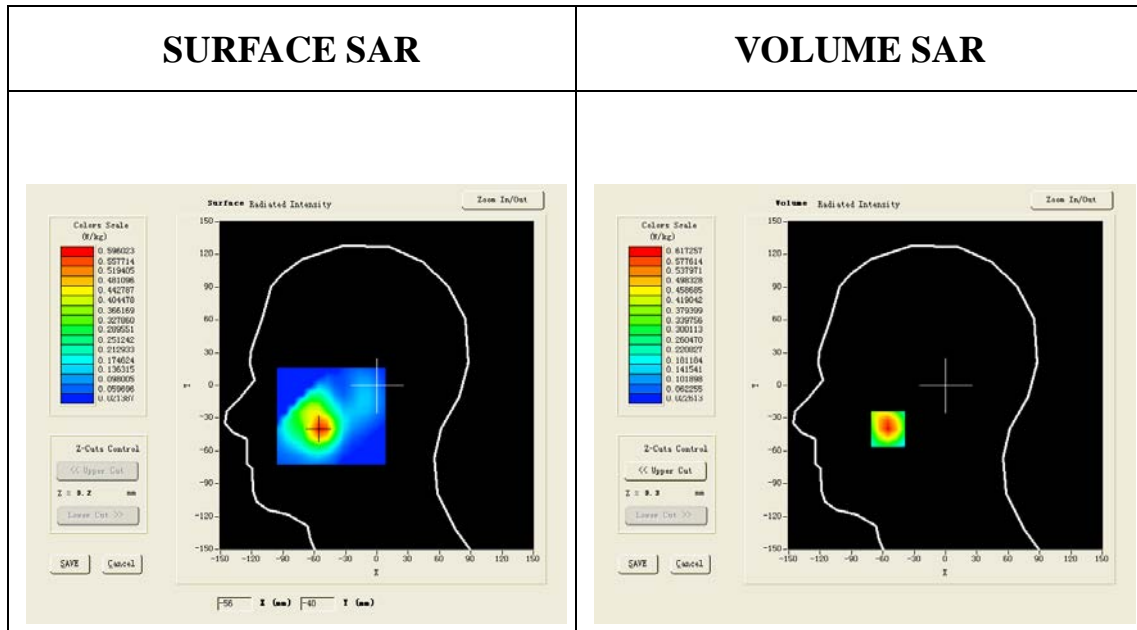 SURFACE SAR
VOLUME SAR
Surface Radiated Intensity
Zoom In/Out
Colors Scale
(W/kg)
0.596023
0.557714
0.519405
0.481096
0.442787
0.404478
0.366169
0.327860
0.289551
0.251242
0.212933
0.174624
0.136315
0.098005
0.059696
0.021387
150
120
90
60
30
0
-30
-60
-90
-120
-150
-150 -120 -90 -60 -30 0 30 60 90 120 150
Y
X
Z-Cuts Control
<< Upper Cut
Z = 0.2 mm
Lower Cut >>
SAVE Cancel
-56 X (mm) -40 Y (mm)
Volume Radiated Intensity
Zoom In/Out
Colors Scale
(W/kg)
0.617257
0.577614
0.537971
0.498328
0.458685
0.419042
0.379399
0.339756
0.300113
0.260470
0.220827
0.181184
0.141541
0.101898
0.062255
0.022613
150
120
90
60
30
0
-30
-60
-90
-120
-150
-150 -120 -90 -60 -30 0 30 60 90 120 150
Y
X
Z-Cuts Control
<< Upper Cut
Z = 0.3 mm
Lower Cut >>
SAVE Cancel